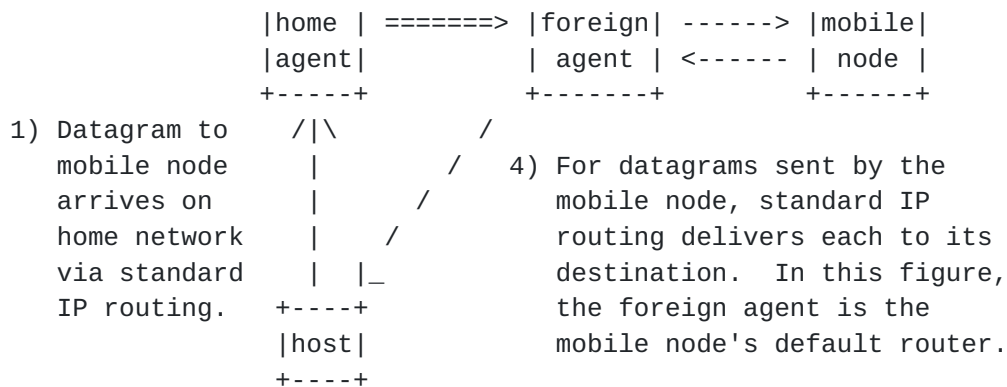 |home | =======> |foreign| ------> |mobile|
|agent| | agent | <------ | node |
+-----+ +-------+ +------+
1) Datagram to /|\ /
mobile node | / 4) For datagrams sent by the
arrives on | / mobile node, standard IP
home network | / routing delivers each to its
via standard | |_ destination. In this figure,
IP routing. +----+ the foreign agent is the
|host| mobile node's default router.
+----+